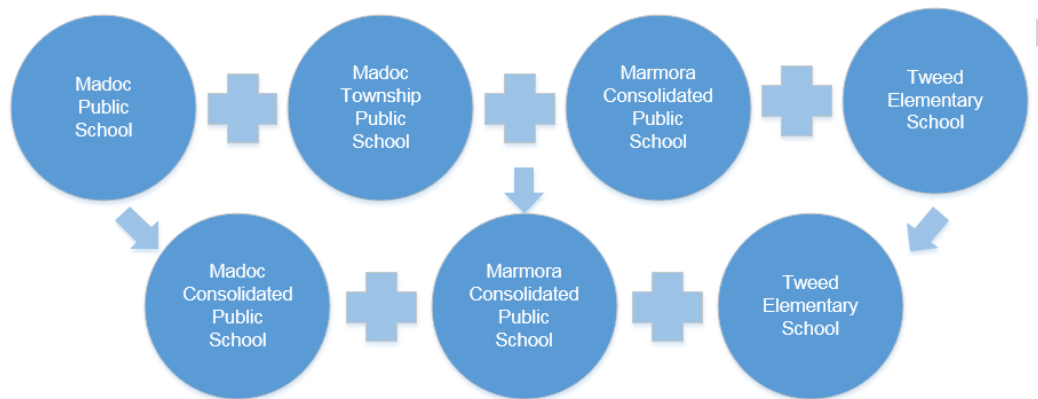 Madoc
Public
School
Madoc
Township
Public
School
Marmora
Consolidated
Public
School
Tweed
Elementary
School
Madoc
Consolidated
Public
School
Marmora
Consolidated
Public
School
Tweed
Elementary
School